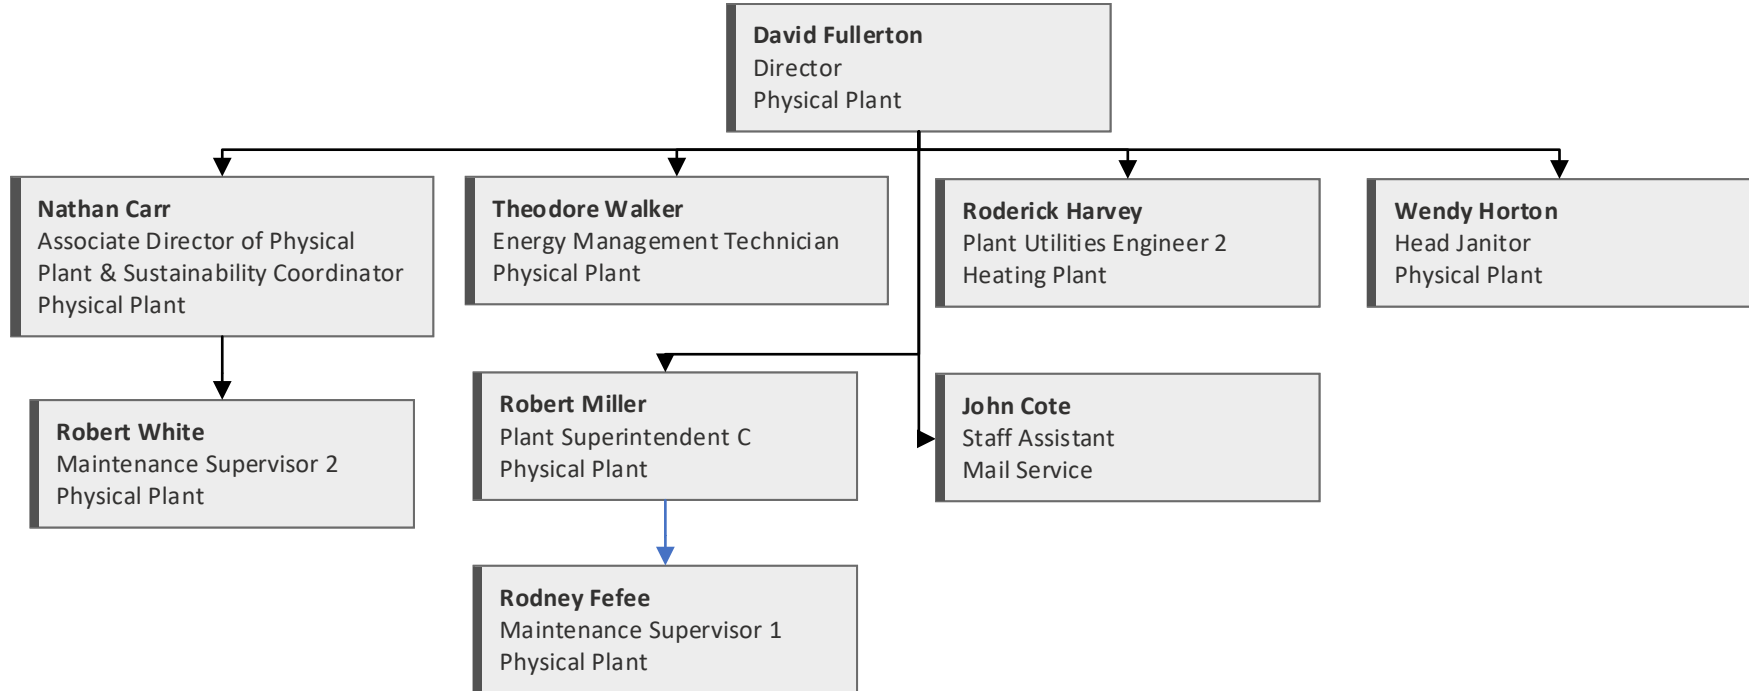 David Fullerton
Director
Physical Plant
Nathan Carr
Associate Director of Physical
Plant & Sustainability Coordinator
Physical Plant
Theodore Walker
Energy Management Technician
Physical Plant
Roderick Harvey
Plant Utilities Engineer 2
Heating Plant
Wendy Horton
Head Janitor
Physical Plant
Robert White
Maintenance Supervisor 2
Physical Plant
Robert Miller
Plant Superintendent C
Physical Plant
John Cote
Staff Assistant
Mail Service
Rodney Fefee
Maintenance Supervisor 1
Physical Plant